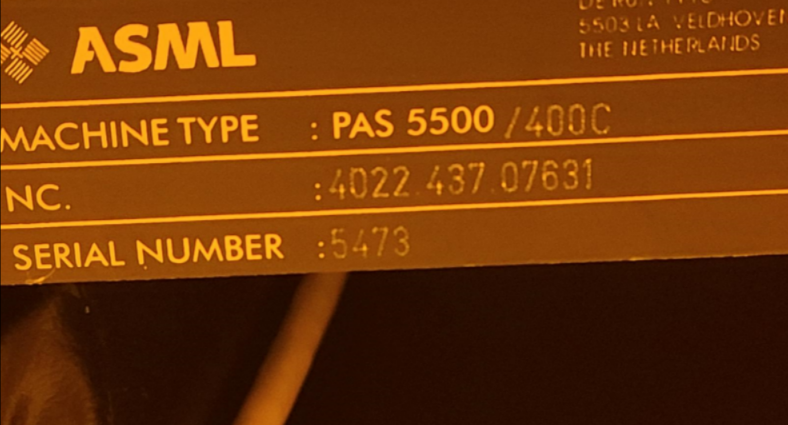 ASML
5503 LA VELDHOVEN
THE NETHERLANDS
MACHINE TYPE : PAS 5500 /400C
NC. : 4022.437.07631
SERIAL NUMBER : 5473